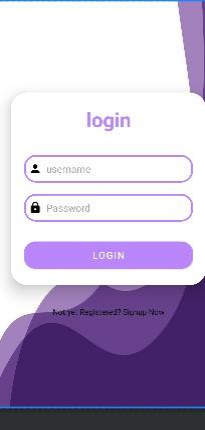 login
username
Password
LOGIN
Not yet Registered? Signup Now